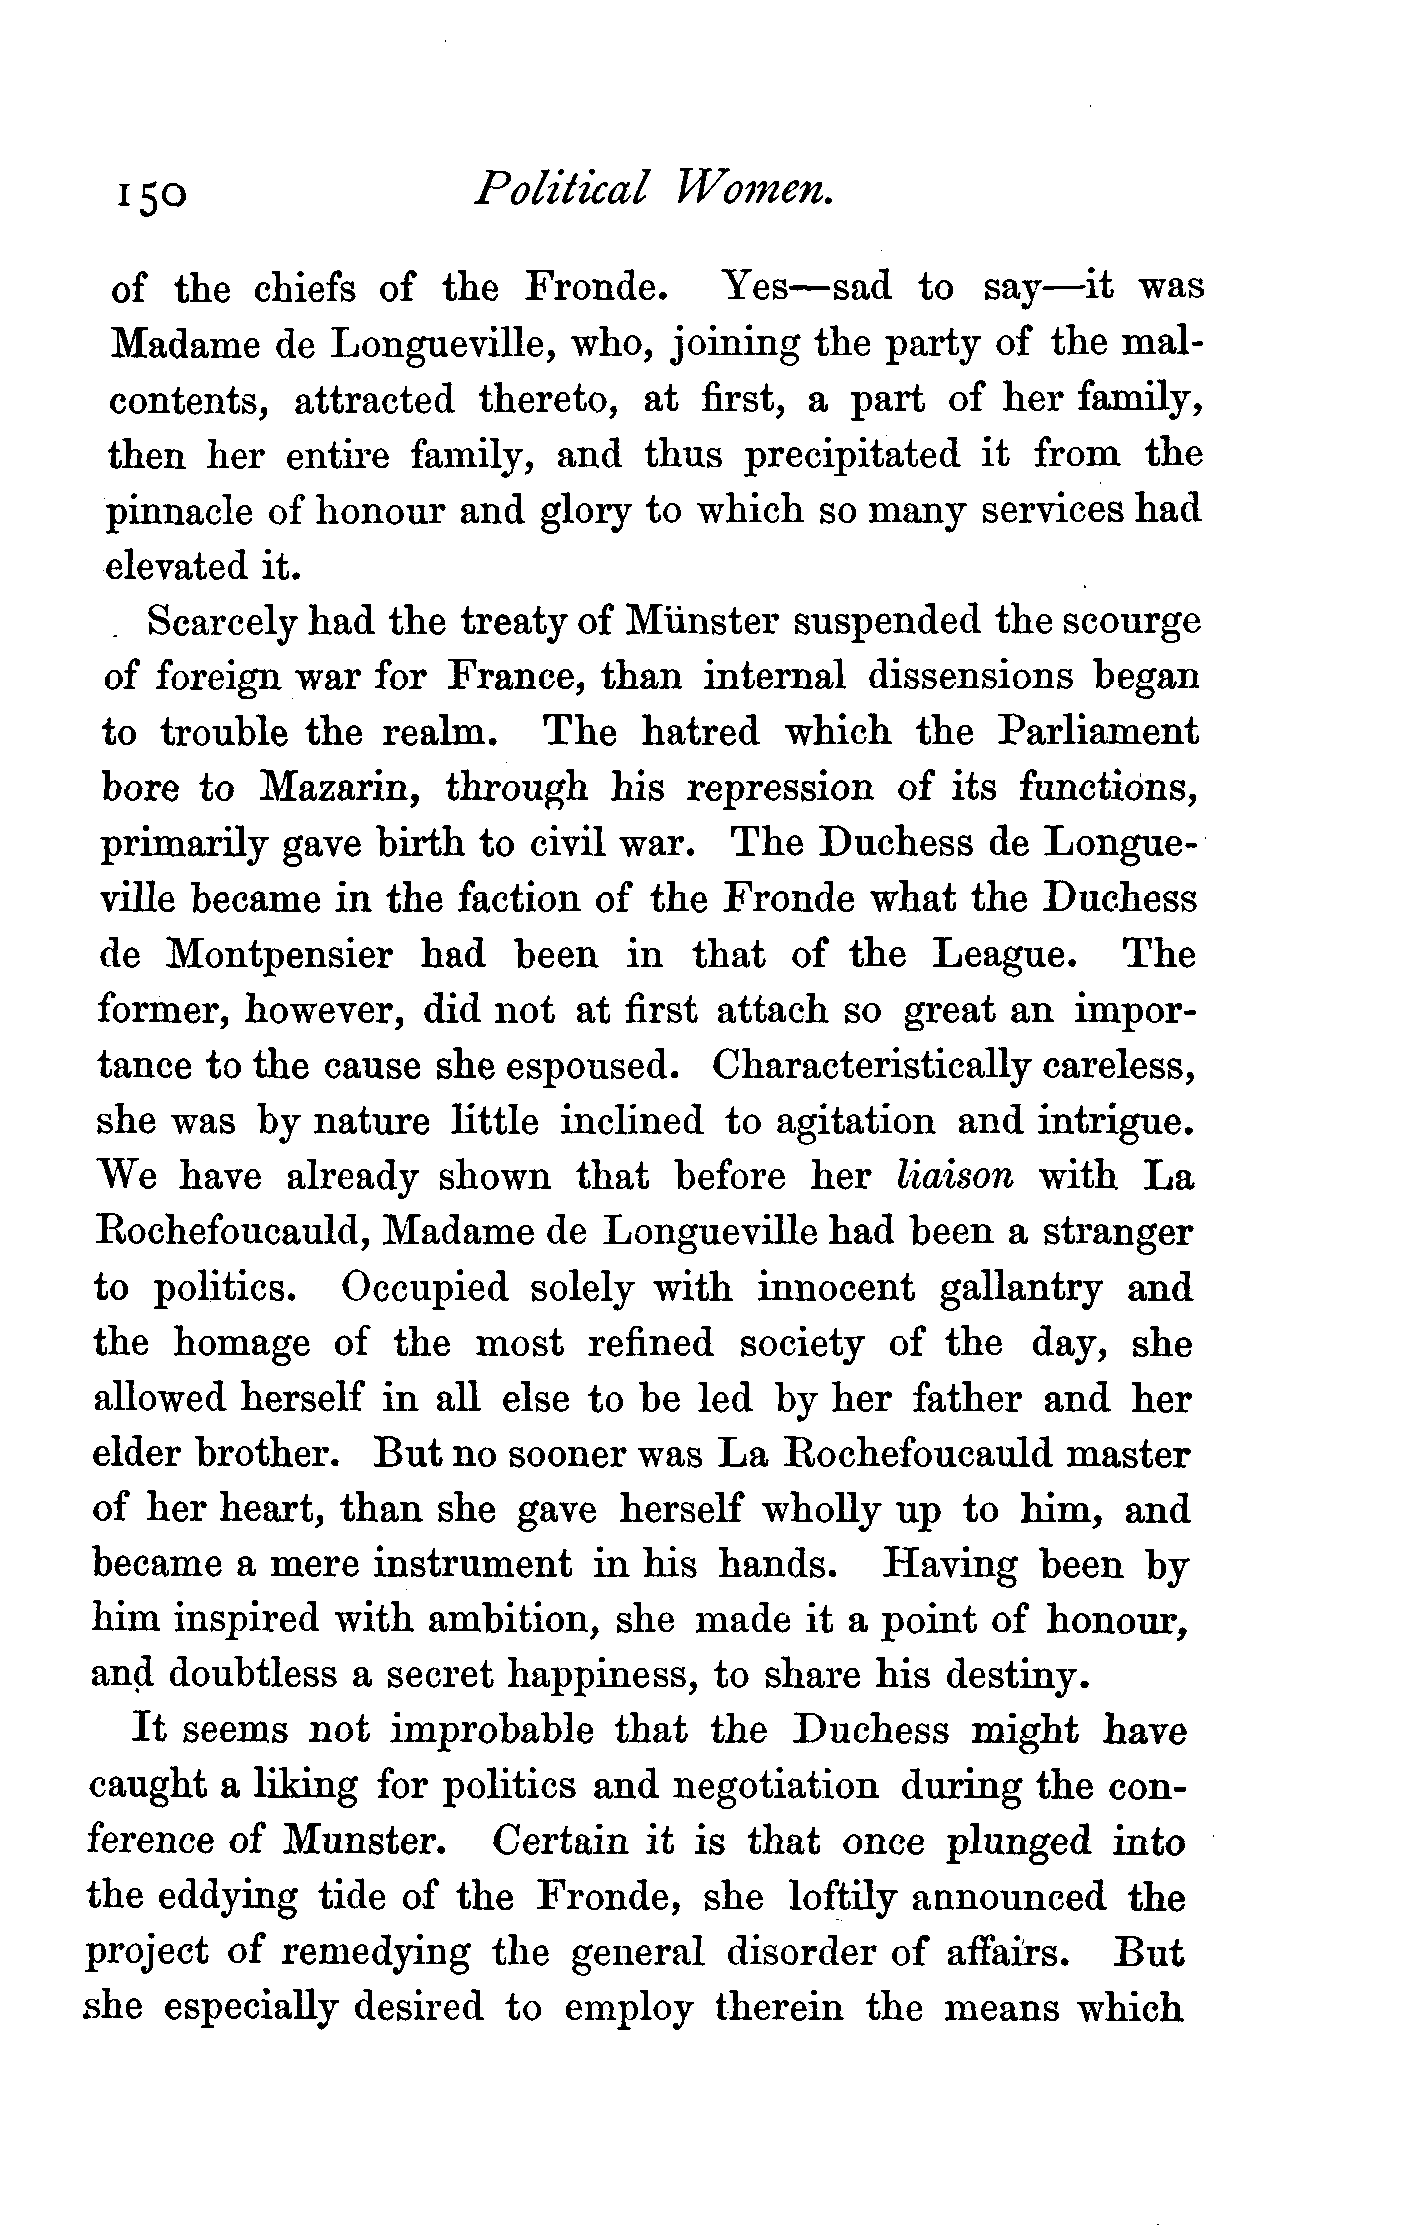 150 Political Women.
of the chiefs of the Fronde. Yes—sad to say—it was
Madame de Longueville, who, joining the party of the mal-
contents, attracted thereto, at first, a part of her family,
then her entire family, and thus precipitated it from the
pinnacle of honour and glory to which so many services had
elevated it.
Scarcely had the treaty of Münster suspended the scourge
of foreign war for France, than internal dissensions began
to trouble the realm. The hatred which the Parliament
bore to Mazarin, through his repression of its functions,
primarily gave birth to civil war. The Duchess de Longue-
ville became in the faction of the Fronde what the Duchess
de Montpensier had been in that of the League. The
former, however, did not at first attach so great an impor-
tance to the cause she espoused. Characteristically careless,
she was by nature little inclined to agitation and intrigue.
We have already shown that before her liaison with La
Rochefoucauld, Madame de Longueville had been a stranger
to politics. Occupied solely with innocent gallantry and
the homage of the most refined society of the day, she
allowed herself in all else to be led by her father and her
elder brother. But no sooner was La Rochefoucauld master
of her heart, than she gave herself wholly up to him, and
became a mere instrument in his hands. Having been by
him inspired with ambition, she made it a point of honour,
and doubtless a secret happiness, to share his destiny.
It seems not improbable that the Duchess might have
caught a liking for politics and negotiation during the con-
ference of Munster. Certain it is that once plunged into
the eddying tide of the Fronde, she loftily announced the
project of remedying the general disorder of affairs. But
she especially desired to employ therein the means which